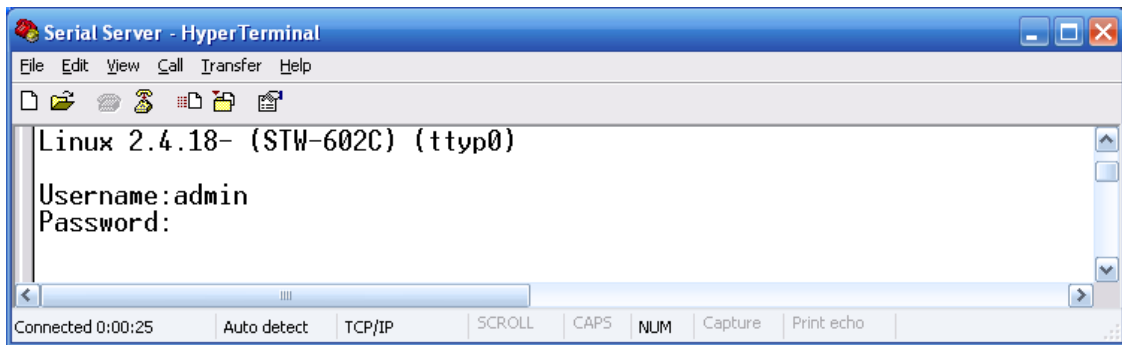 Serial Server - HyperTerminal
File Edit View Call Transfer Help
Linux 2.4.18- (STW-602C) (ttyp0)
Username:admin
Password:
Connected 0:00:25 Auto detect TCP/IP SCROLL CAPS NUM Capture Print echo